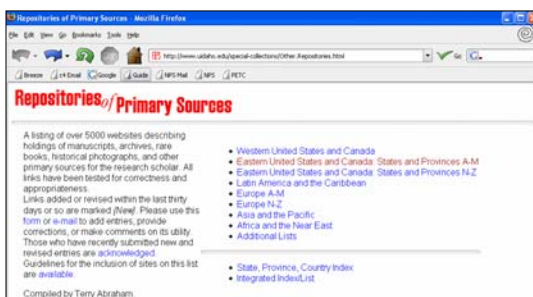 Repositories of Primary Sources - Mozilla Firefox
File Edit View Go Bookmarks Tools Help
http://www.uidaho.edu/special-collections/Other.Repositories.html Go G.
Breeze r4 Email Google Guide NPS Mail NPS PETC
Repositories of Primary Sources
A listing of over 5000 websites describing
holdings of manuscripts, archives, rare
books, historical photographs, and other
primary sources for the research scholar. All
links have been tested for correctness and
appropriateness.
Links added or revised within the last thirty
days or so are marked [New]. Please use this
form or e-mail to add entries, provide
corrections, or make comments on its utility.
Those who have recently submitted new and
revised entries are acknowledged.
Guidelines for the inclusion of sites on this list
are available.
Compiled by Terry Abraham.
• Western United States and Canada
• Eastern United States and Canada: States and Provinces A-M
• Eastern United States and Canada: States and Provinces N-Z
• Latin America and the Caribbean
• Europe A-M
• Europe N-Z
• Asia and the Pacific
• Africa and the Near East
• Additional Lists
• State, Province, Country Index
• Integrated Index/List